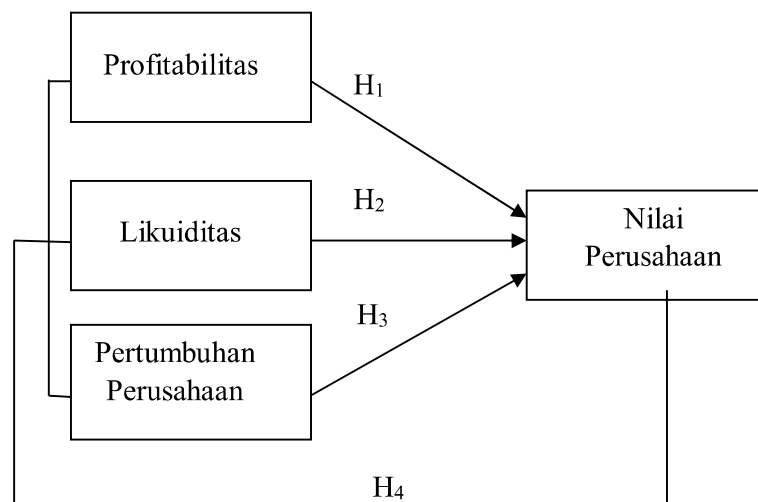 Profitabilitas
H₁
Likuiditas
H₂
Nilai
Perusahaan
Pertumbuhan
Perusahaan
H₃
H₄